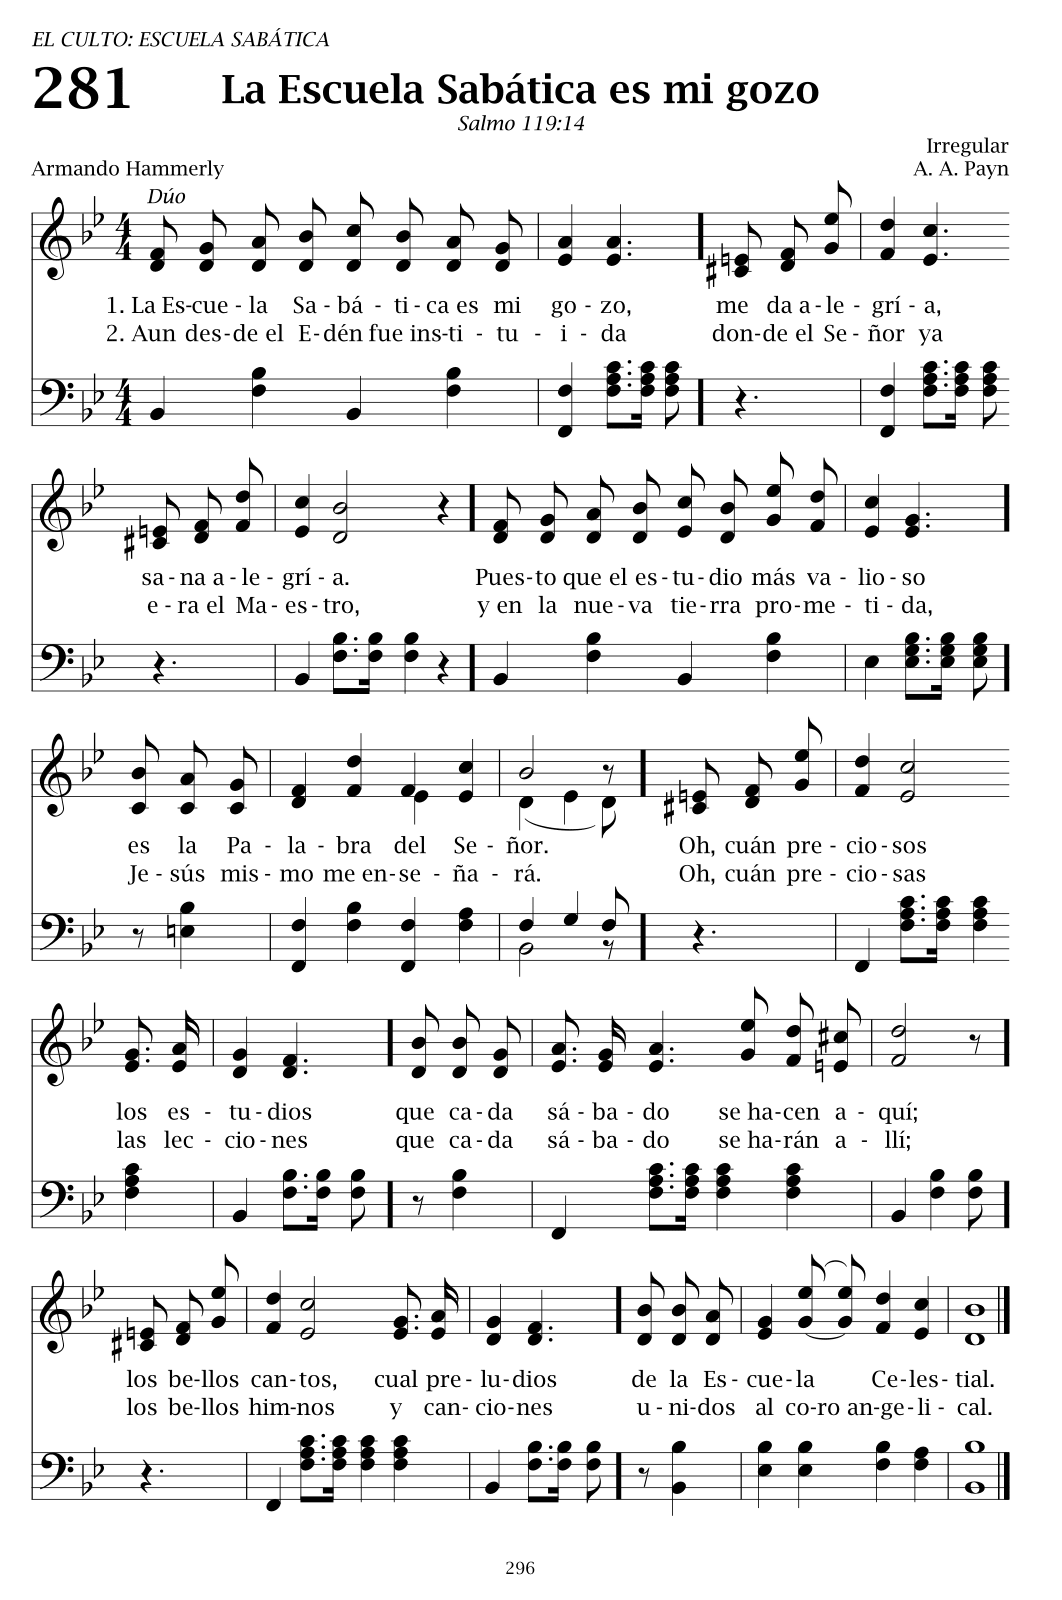 EL CULTO: ESCUELA SABÁTICA
281 La Escuela Sabática es mi gozo
Salmo 119:14
Irregular
Armando Hammerly A. A. Payn
Dúo
1. La Es-cue - la Sa - bá - ti - ca es mi go - zo, me da a - le - grí - a,
2. Aun des-de el E-dén fue ins-ti - tu - i - da don-de el Se - ñor ya
sa - na a - le - grí - a. Pues-to que el es - tu - dio más va - lio - so
e - ra el Ma - es - tro, y en la nue - va tie - rra pro-me - ti - da,
es la Pa - la - bra del Se - ñor. Oh, cuán pre - cio - sos
Je - sús mis - mo me en-se - ña - rá. Oh, cuán pre - cio - sas
los es - tu - dios que ca - da sá - ba - do se ha-cen a - quí;
las lec - cio - nes que ca - da sá - ba - do se ha-rán a - llí;
los be-llos can-tos, cual pre - lu-dios de la Es - cue - la Ce-les - tial.
los be-llos him-nos y can - cio-nes u - ni-dos al co-ro an-ge - li - cal.
296